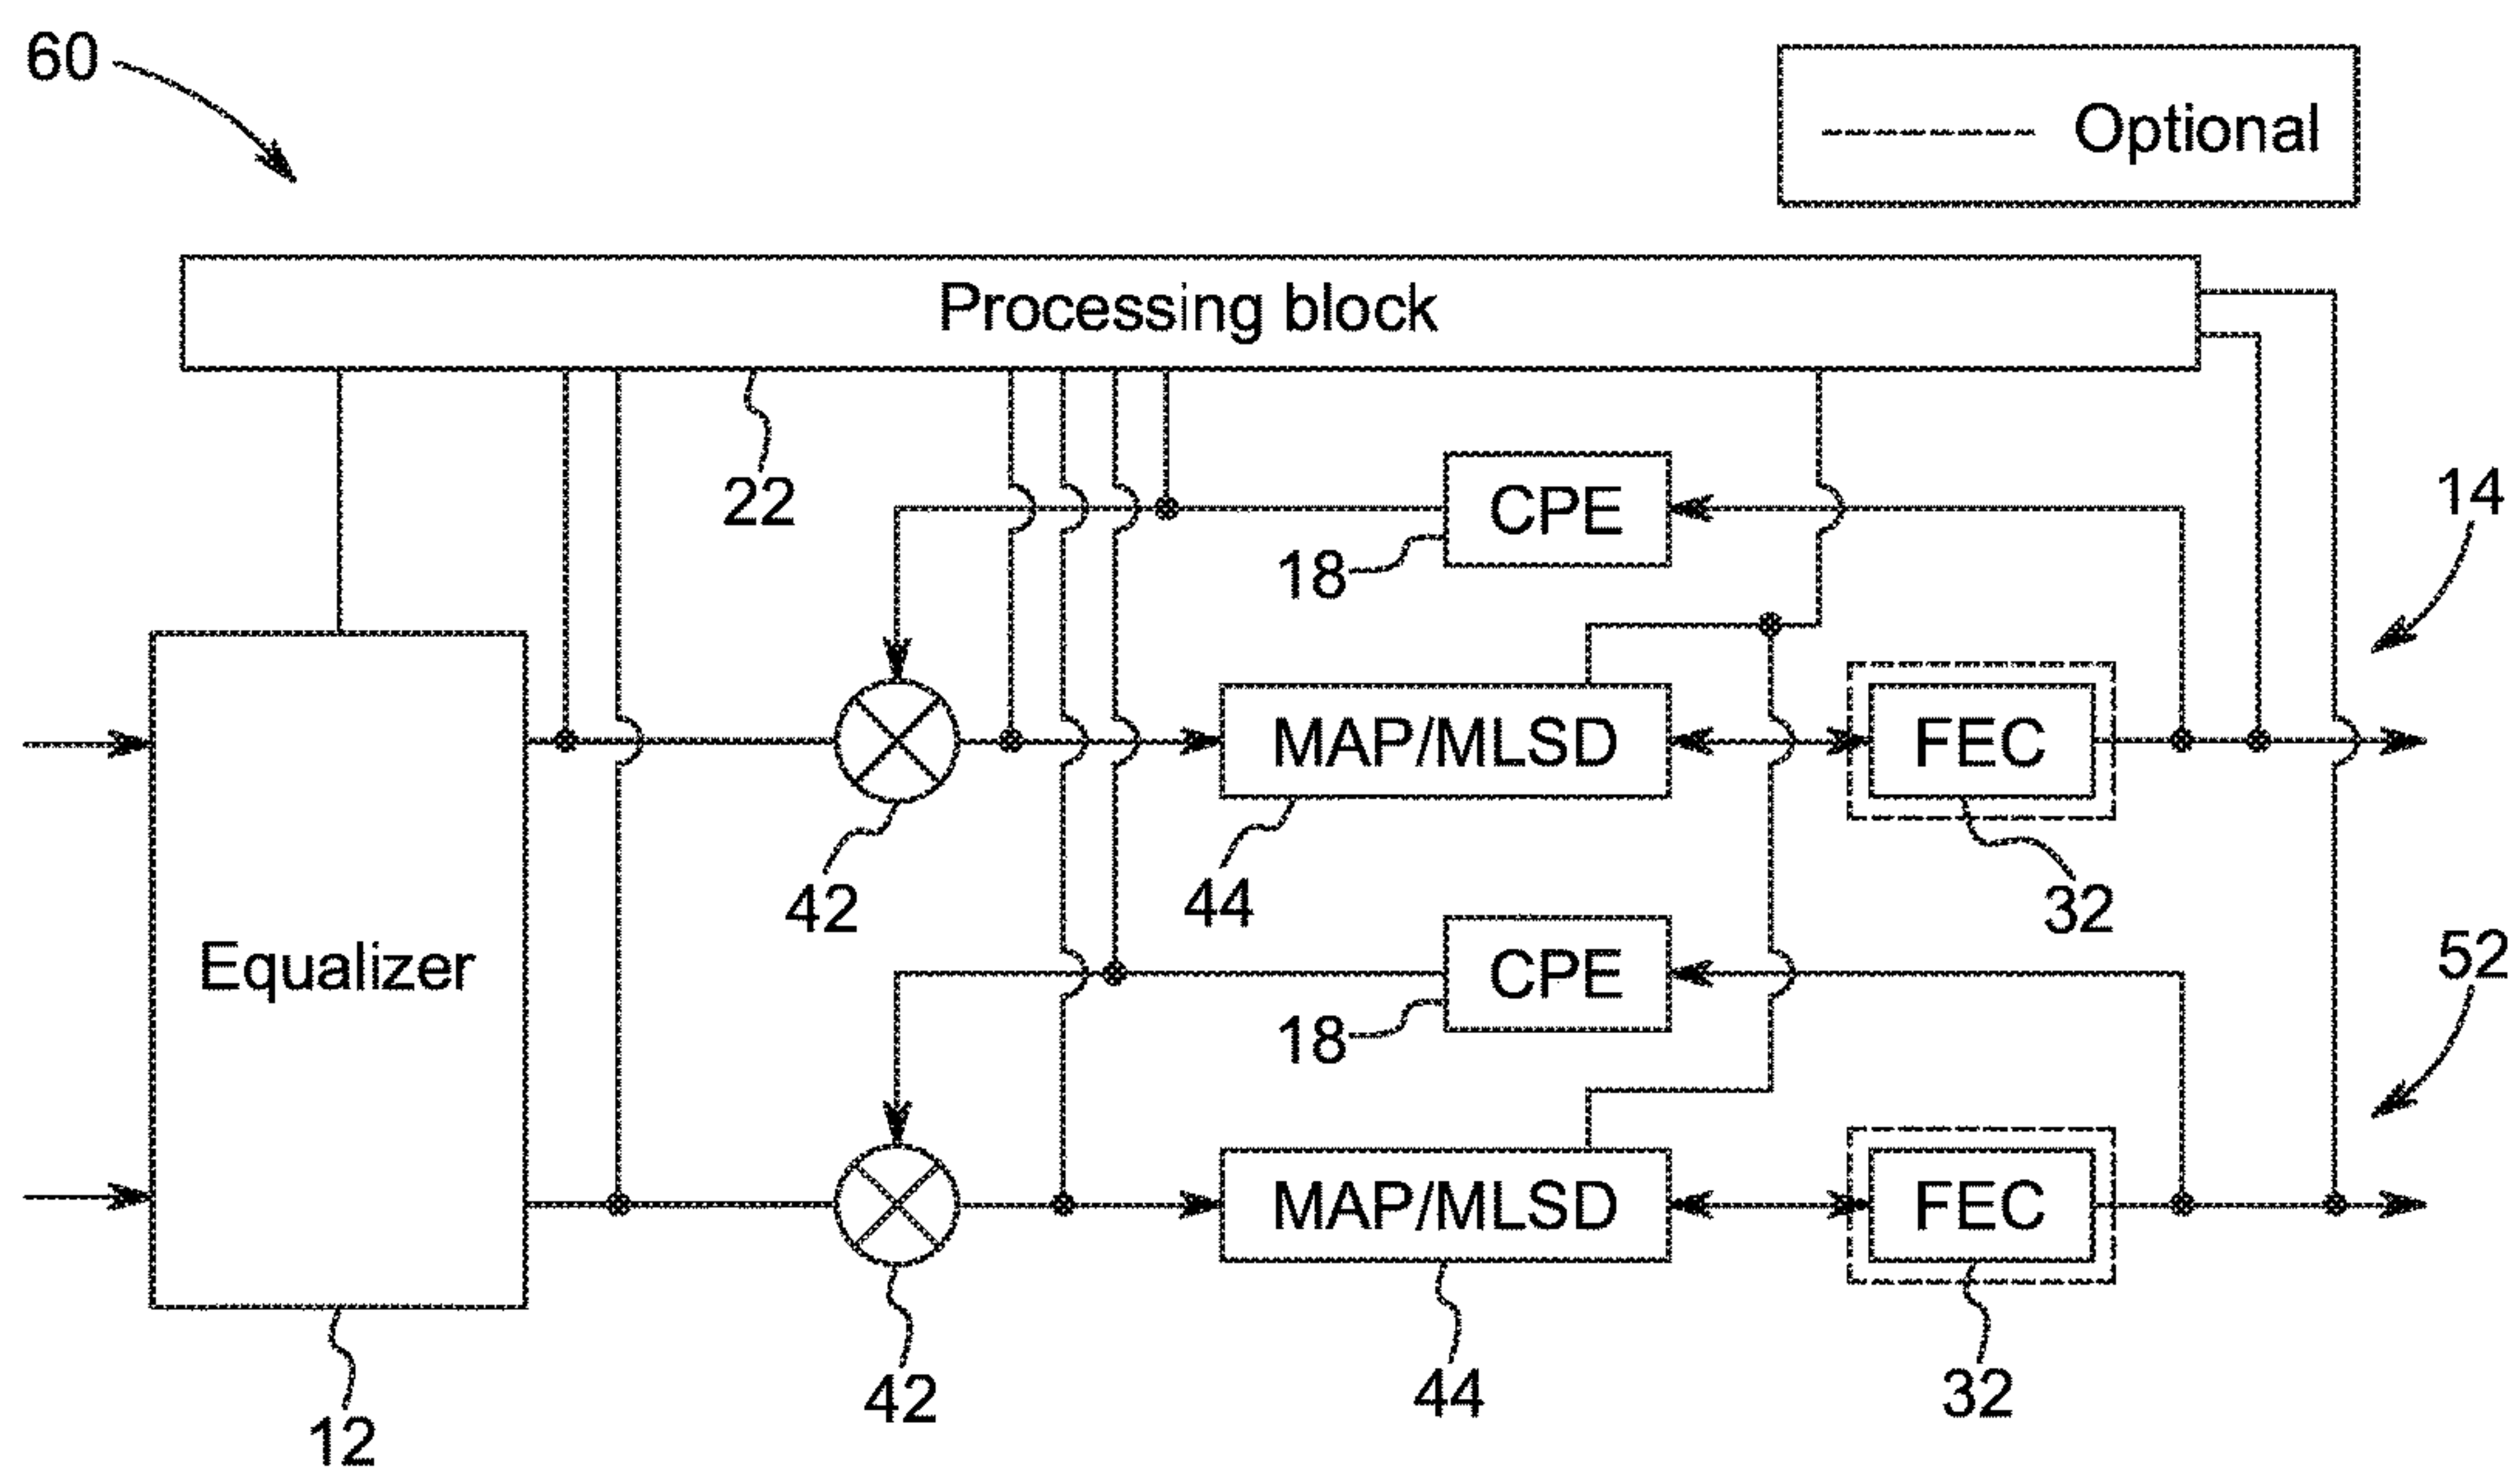 60
Optional
Processing block
22
CPE
14
18
MAP/MLSD
FEC
42
44
32
Equalizer
CPE
52
18
MAP/MLSD
FEC
42
44
32
12